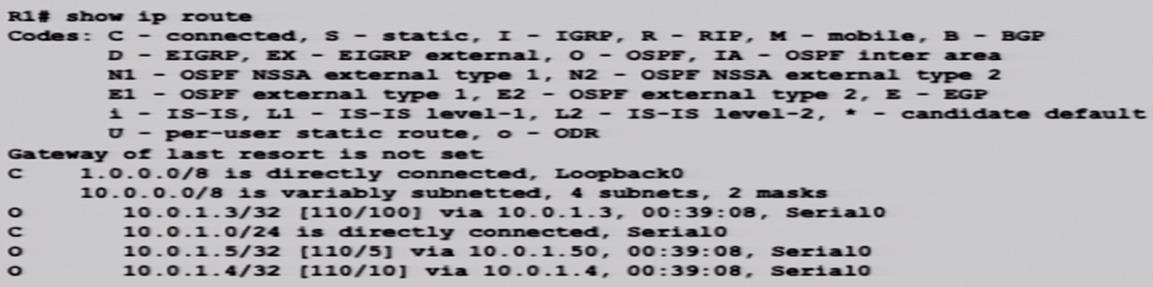 R1# show ip route
Codes: C - connected, S - static, I - IGRP, R - RIP, M - mobile, B - BGP
D - EIGRP, EX - EIGRP external, O - OSPF, IA - OSPF inter area
N1 - OSPF NSSA external type 1, N2 - OSPF NSSA external type 2
E1 - OSPF external type 1, E2 - OSPF external type 2, E - EGP
i - IS-IS, L1 - IS-IS level-1, L2 - IS-IS level-2, * - candidate default
U - per-user static route, o - ODR
Gateway of last resort is not set
C 1.0.0.0/8 is directly connected, Loopback0
10.0.0.0/8 is variably subnetted, 4 subnets, 2 masks
O 10.0.1.3/32 [110/100] via 10.0.1.3, 00:39:08, Serial0
C 10.0.1.0/24 is directly connected, Serial0
O 10.0.1.5/32 [110/5] via 10.0.1.50, 00:39:08, Serial0
O 10.0.1.4/32 [110/10] via 10.0.1.4, 00:39:08, Serial0